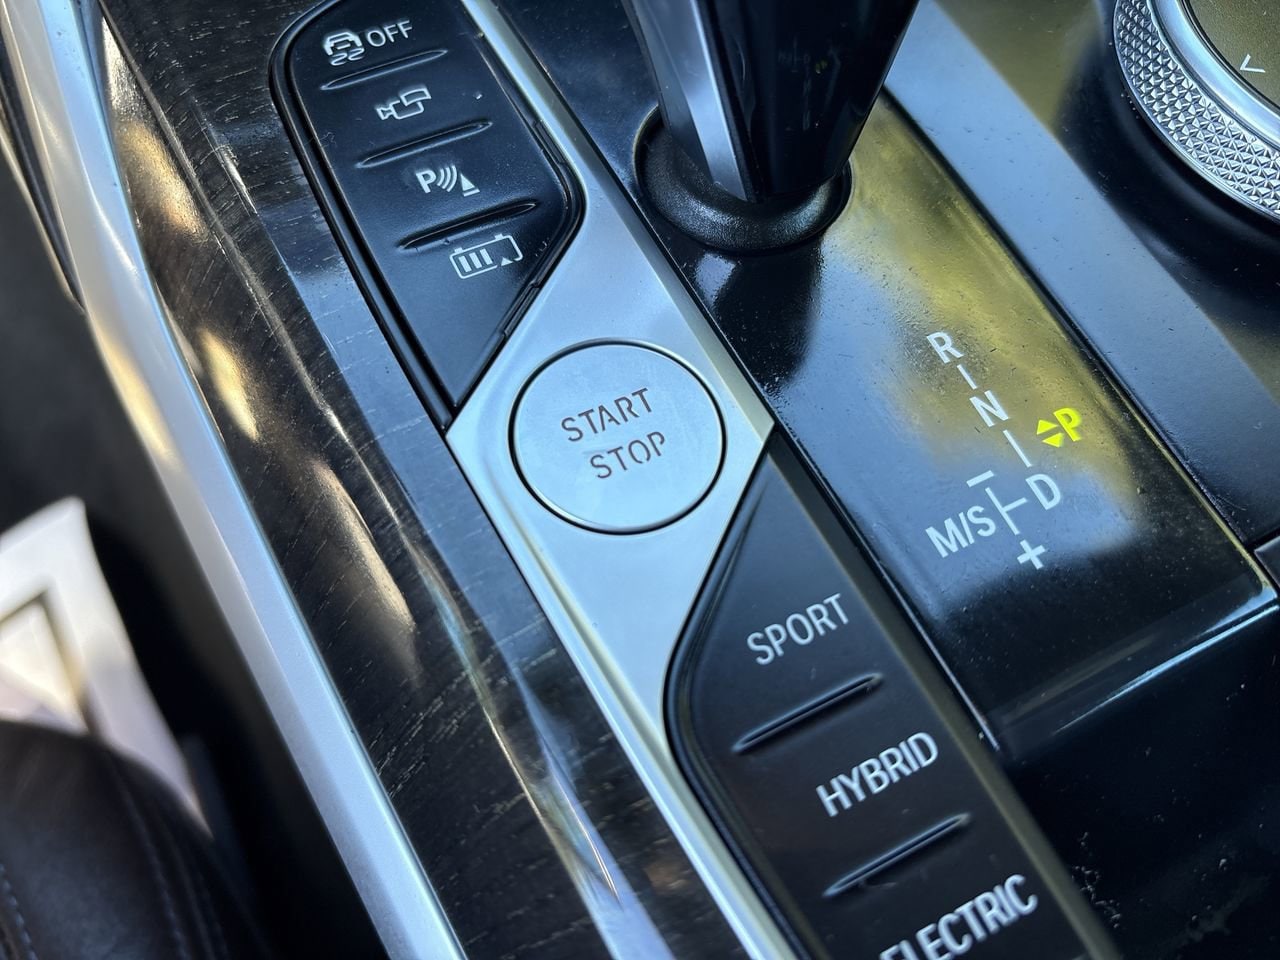 OFF
P
START
STOP
R
N
P
D
M/S
+
SPORT
HYBRID
ELECTRIC